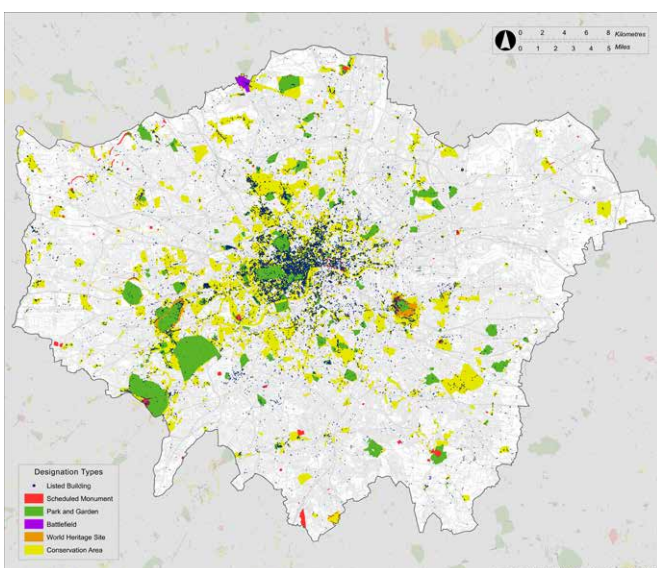 0 2 4 6 8 Kilometres
0 1 2 3 4 5 Miles
Designation Types
Listed Building
Scheduled Monument
Park and Garden
Battlefield
World Heritage Site
Conservation Area